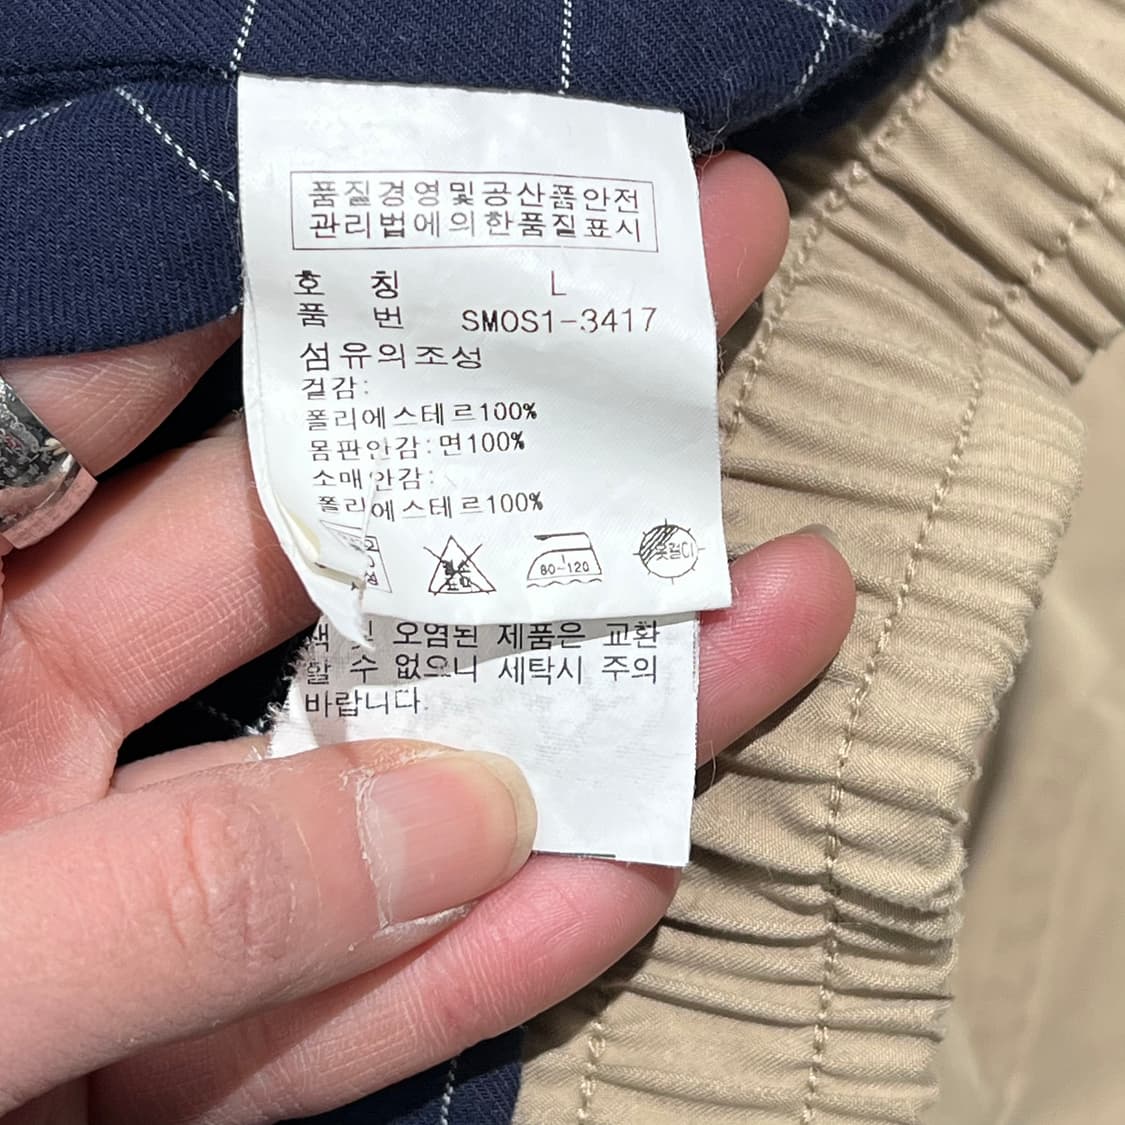 품질경영및공산품안전
관리법에의한품질표시
호 칭 L
품 번 SMOS1-3417
섬유의조성
겉감:
폴리에스테르100%
몸판안감:면100%
소매안감:
폴리에스테르100%
염소
표백
80~120
옷걸이
및 오염된 제품은 교환
할 수 없으니 세탁시 주의
바랍니다.